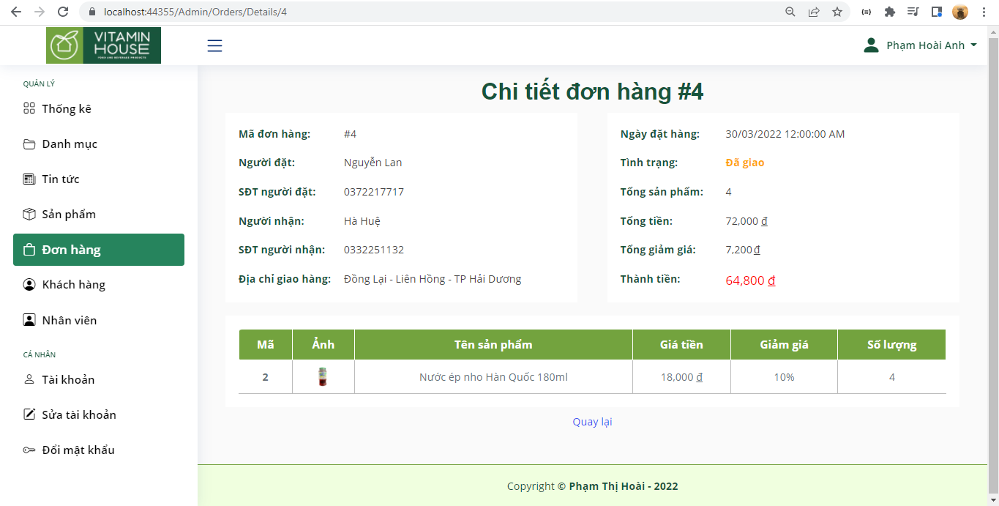 localhost:44355/Admin/Orders/Details/4
VITAMIN
HOUSE
FOOD AND BEVERAGE PRODUCTS
Phạm Hoài Anh
QUẢN LÝ
Thống kê
Danh mục
Tin tức
Sản phẩm
Đơn hàng
Khách hàng
Nhân viên
CÁ NHÂN
Tài khoản
Sửa tài khoản
Đổi mật khẩu
Chi tiết đơn hàng #4
Mã đơn hàng: #4
Người đặt: Nguyễn Lan
SĐT người đặt: 0372217717
Người nhận: Hà Huệ
SĐT người nhận: 0332251132
Địa chỉ giao hàng: Đồng Lại - Liên Hồng - TP Hải Dương
Ngày đặt hàng: 30/03/2022 12:00:00 AM
Tình trạng: Đã giao
Tổng sản phẩm: 4
Tổng tiền: 72,000 ₫
Tổng giảm giá: 7,200₫
Thành tiền: 64,800 ₫
Mã Ảnh Tên sản phẩm Giá tiền Giảm giá Số lượng
2 Nước ép nho Hàn Quốc 180ml 18,000 ₫ 10% 4
Quay lại
Copyright © Phạm Thị Hoài - 2022